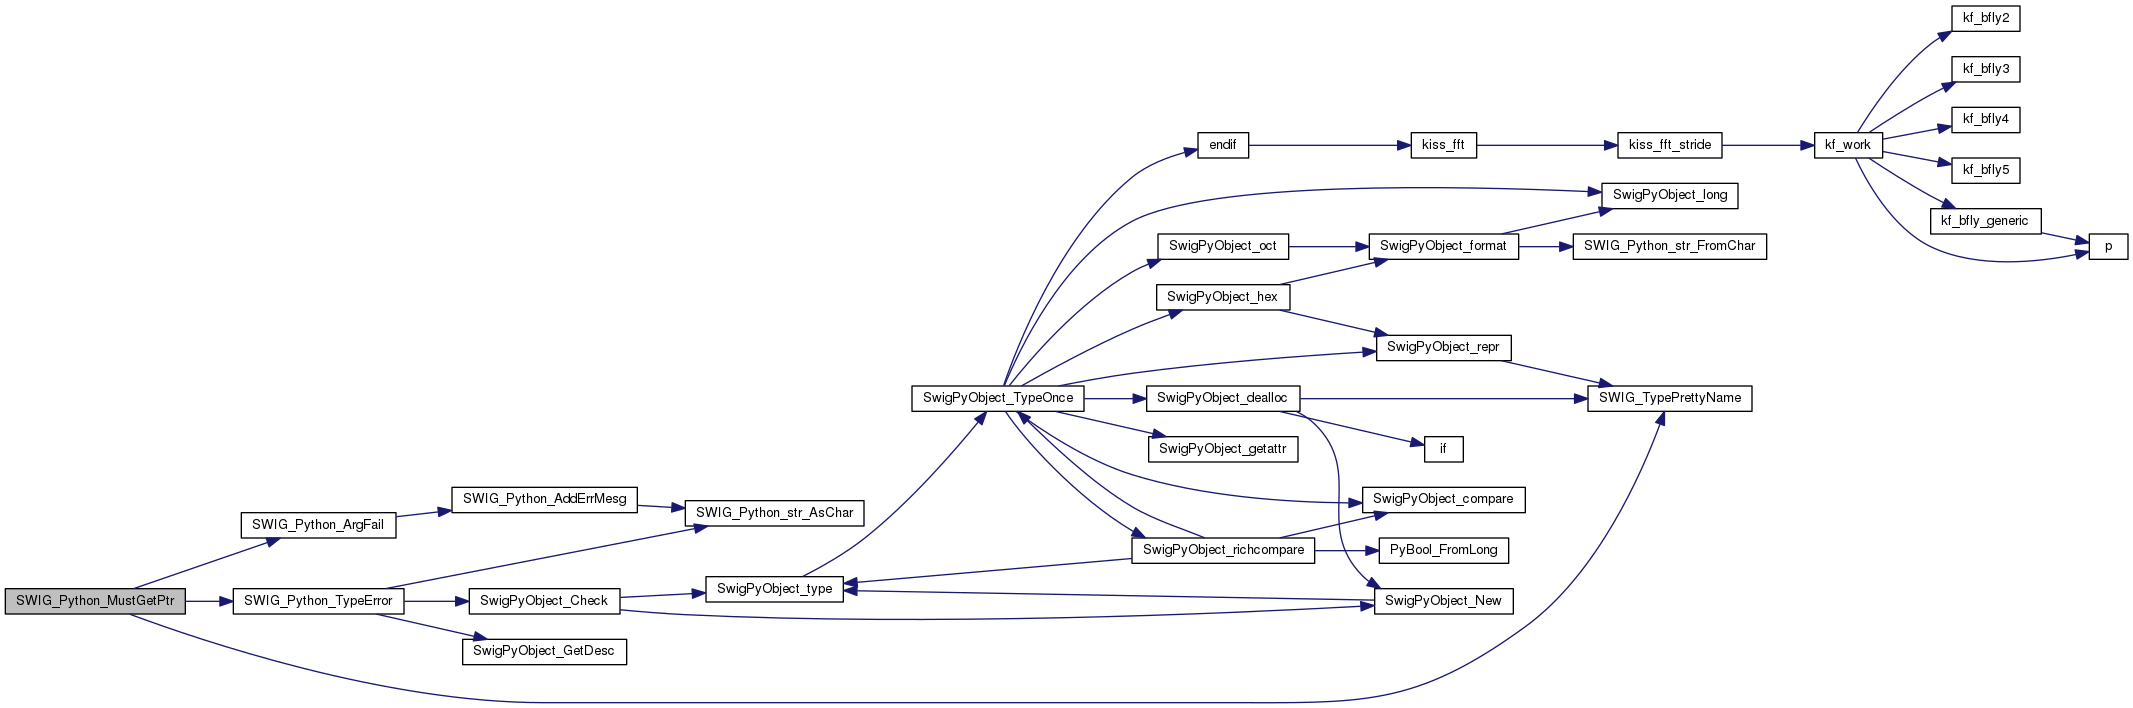 kf_bfly2
kf_bfly3
kf_bfly4
endif
kiss_fft
kiss_fft_stride
kf_work
kf_bfly5
SwigPyObject_long
kf_bfly_generic
SwigPyObject_oct
SwigPyObject_format
SWIG_Python_str_FromChar
p
SwigPyObject_hex
SwigPyObject_repr
SwigPyObject_TypeOnce
SwigPyObject_dealloc
SWIG_TypePrettyName
SwigPyObject_getattr
if
SWIG_Python_AddErrMesg
SwigPyObject_compare
SWIG_Python_str_AsChar
SWIG_Python_ArgFail
SwigPyObject_richcompare
PyBool_FromLong
SwigPyObject_type
SWIG_Python_MustGetPtr
SWIG_Python_TypeError
SwigPyObject_Check
SwigPyObject_New
SwigPyObject_GetDesc